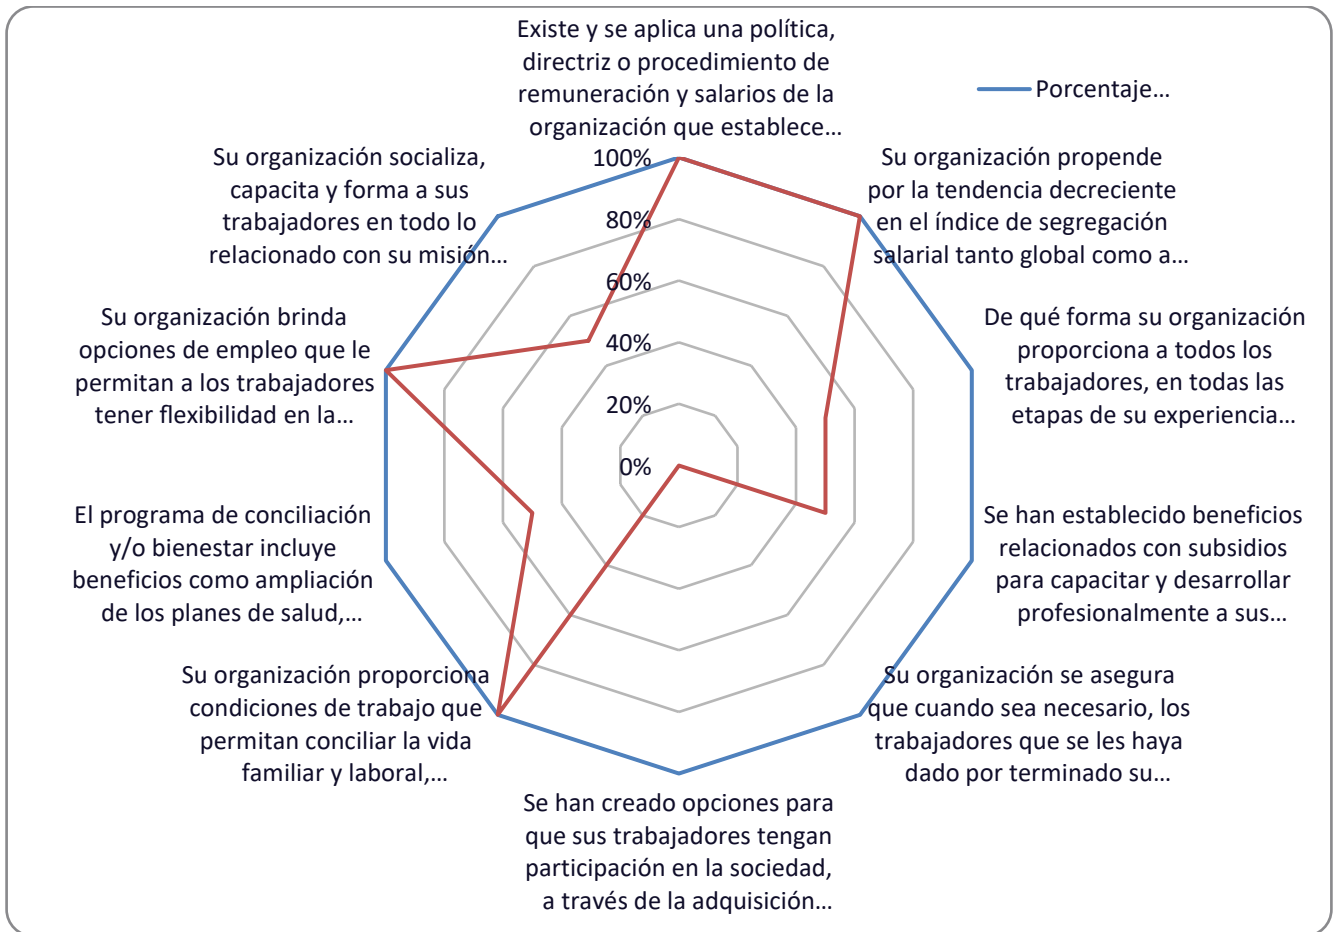 Existe y se aplica una política,
directriz o procedimiento de
remuneración y salarios de la
organización que establece…
Porcentaje…
Su organización propende
por la tendencia decreciente
en el índice de segregación
salarial tanto global como a…
De qué forma su organización
proporciona a todos los
trabajadores, en todas las
etapas de su experiencia…
Se han establecido beneficios
relacionados con subsidios
para capacitar y desarrollar
profesionalmente a sus…
Su organización se asegura
que cuando sea necesario, los
trabajadores que se les haya
dado por terminado su…
Se han creado opciones para
que sus trabajadores tengan
participación en la sociedad,
a través de la adquisición…
Su organización proporciona
condiciones de trabajo que
permitan conciliar la vida
familiar y laboral,…
El programa de conciliación
y/o bienestar incluye
beneficios como ampliación
de los planes de salud,…
Su organización brinda
opciones de empleo que le
permitan a los trabajadores
tener flexibilidad en la…
Su organización socializa,
capacita y forma a sus
trabajadores en todo lo
relacionado con su misión…
100%
80%
60%
40%
20%
0%